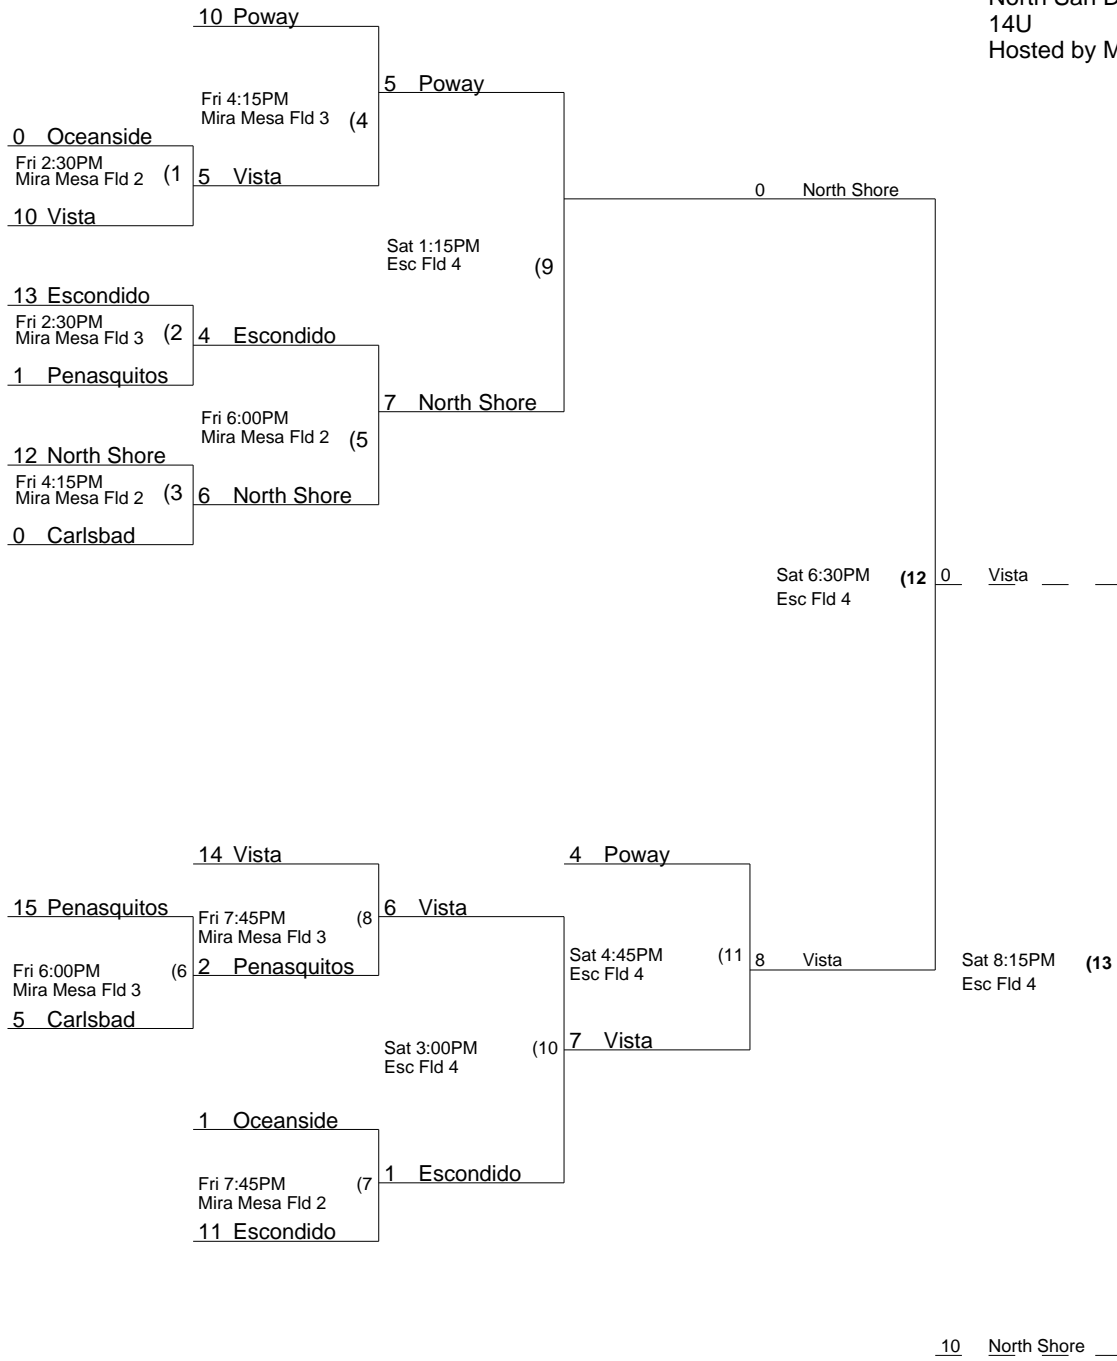 North San D
14U
Hosted by M
10 Poway
Fri 4:15PM
Mira Mesa Fld 3 (4
5 Poway
0 Oceanside
Fri 2:30PM
Mira Mesa Fld 2 (1
5 Vista
10 Vista
0 North Shore
Sat 1:15PM
Esc Fld 4 (9
13 Escondido
Fri 2:30PM
Mira Mesa Fld 3 (2
4 Escondido
1 Penasquitos
7 North Shore
Fri 6:00PM
Mira Mesa Fld 2 (5
12 North Shore
Fri 4:15PM
Mira Mesa Fld 2 (3
6 North Shore
0 Carlsbad
Sat 6:30PM (12
Esc Fld 4
0 Vista
14 Vista
4 Poway
15 Penasquitos
Fri 7:45PM (8
Mira Mesa Fld 3
6 Vista
Sat 4:45PM (11
Esc Fld 4
8 Vista
Sat 8:15PM (13
Esc Fld 4
Fri 6:00PM (6
Mira Mesa Fld 3
2 Penasquitos
5 Carlsbad
Sat 3:00PM (10
Esc Fld 4
7 Vista
1 Oceanside
Fri 7:45PM (7
Mira Mesa Fld 2
1 Escondido
11 Escondido
10 North Shore